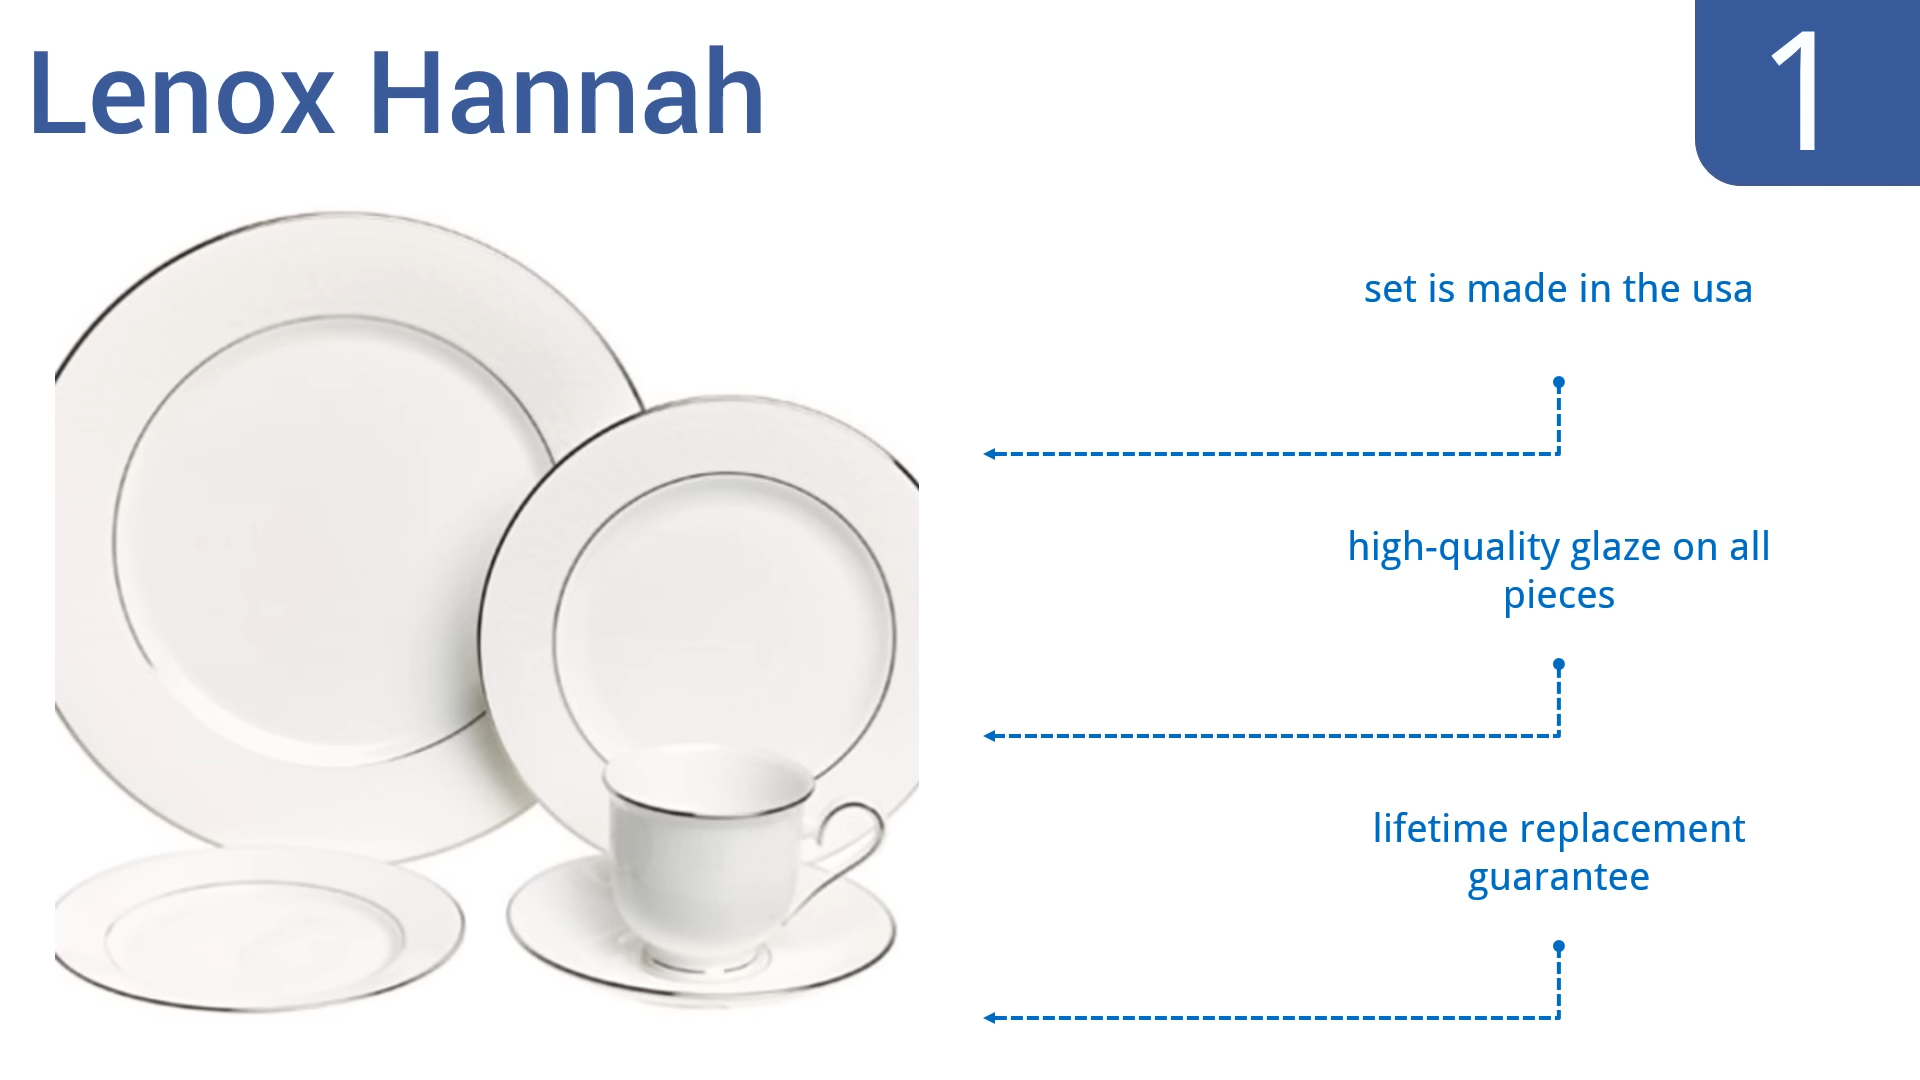 Lenox Hannah
1
set is made in the usa
high-quality glaze on all
pieces
lifetime replacement
guarantee